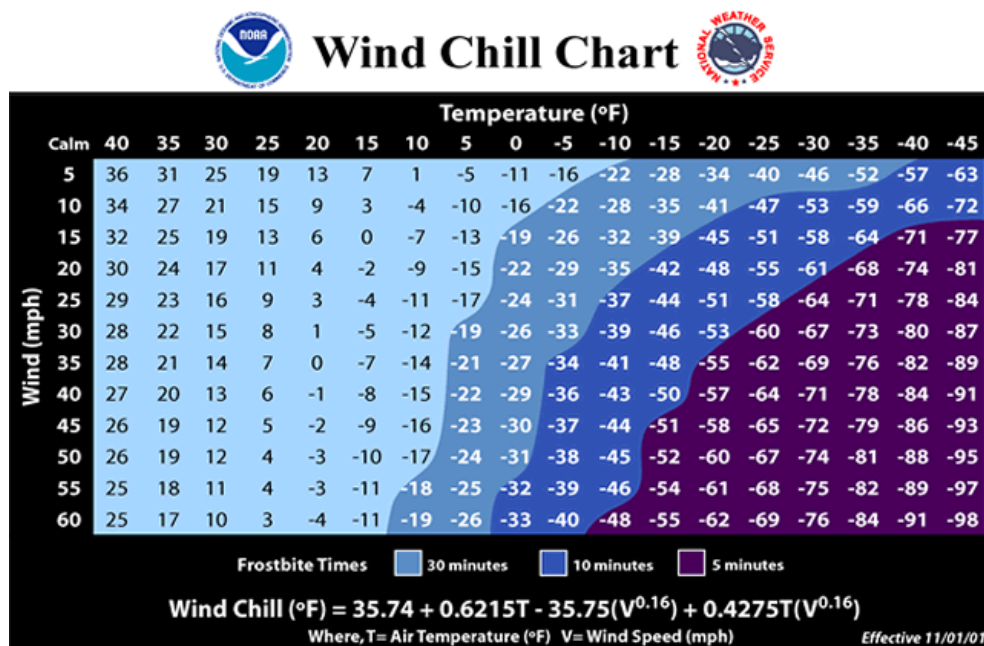 NOAA
NATIONAL OCEANIC AND ATMOSPHERIC ADMINISTRATION
U.S. DEPARTMENT OF COMMERCE
Wind Chill Chart
NATIONAL WEATHER SERVICE
Temperature (ºF)
Calm 40 35 30 25 20 15 10 5 0 -5 -10 -15 -20 -25 -30 -35 -40 -45
5 36 31 25 19 13 7 1 -5 -11 -16 -22 -28 -34 -40 -46 -52 -57 -63
10 34 27 21 15 9 3 -4 -10 -16 -22 -28 -35 -41 -47 -53 -59 -66 -72
15 32 25 19 13 6 0 -7 -13 -19 -26 -32 -39 -45 -51 -58 -64 -71 -77
20 30 24 17 11 4 -2 -9 -15 -22 -29 -35 -42 -48 -55 -61 -68 -74 -81
25 29 23 16 9 3 -4 -11 -17 -24 -31 -37 -44 -51 -58 -64 -71 -78 -84
30 28 22 15 8 1 -5 -12 -19 -26 -33 -39 -46 -53 -60 -67 -73 -80 -87
35 28 21 14 7 0 -7 -14 -21 -27 -34 -41 -48 -55 -62 -69 -76 -82 -89
40 27 20 13 6 -1 -8 -15 -22 -29 -36 -43 -50 -57 -64 -71 -78 -84 -91
45 26 19 12 5 -2 -9 -16 -23 -30 -37 -44 -51 -58 -65 -72 -79 -86 -93
50 26 19 12 4 -3 -10 -17 -24 -31 -38 -45 -52 -60 -67 -74 -81 -88 -95
55 25 18 11 4 -3 -11 -18 -25 -32 -39 -46 -54 -61 -68 -75 -82 -89 -97
60 25 17 10 3 -4 -11 -19 -26 -33 -40 -48 -55 -62 -69 -76 -84 -91 -98
Wind (mph)
Frostbite Times 30 minutes 10 minutes 5 minutes
Wind Chill (ºF) = 35.74 + 0.6215T - 35.75(V^0.16) + 0.4275T(V^0.16)
Where, T= Air Temperature (ºF) V= Wind Speed (mph) Effective 11/01/01